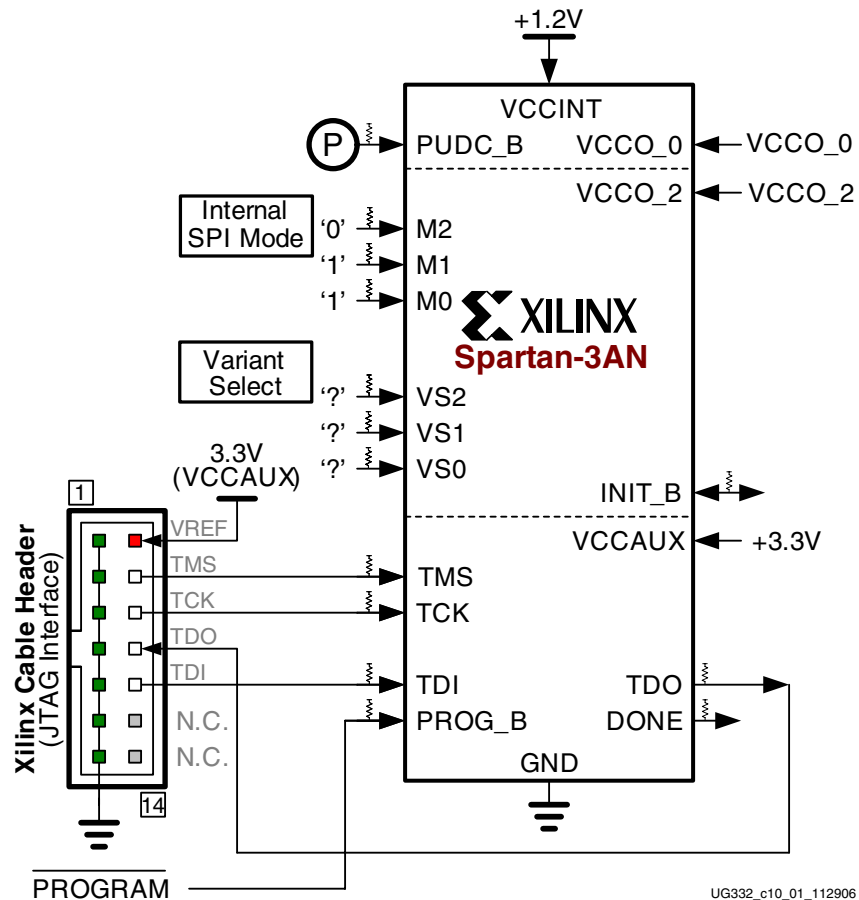 +1.2V
VCCINT
P
PUDC_B
VCCO_0
VCCO_0
VCCO_2
VCCO_2
Internal
SPI Mode
'0'
M2
'1'
M1
'1'
M0
XILINX
Spartan-3AN
Variant
Select
'?'
VS2
'?'
VS1
'?'
VS0
3.3V
(VCCAUX)
INIT_B
1
VREF
VCCAUX
+3.3V
TMS
TMS
TCK
TCK
TDO
TDI
TDI
TDO
N.C.
PROG_B
DONE
N.C.
GND
14
Xilinx Cable Header
(JTAG Interface)
PROGRAM
UG332_c10_01_112906